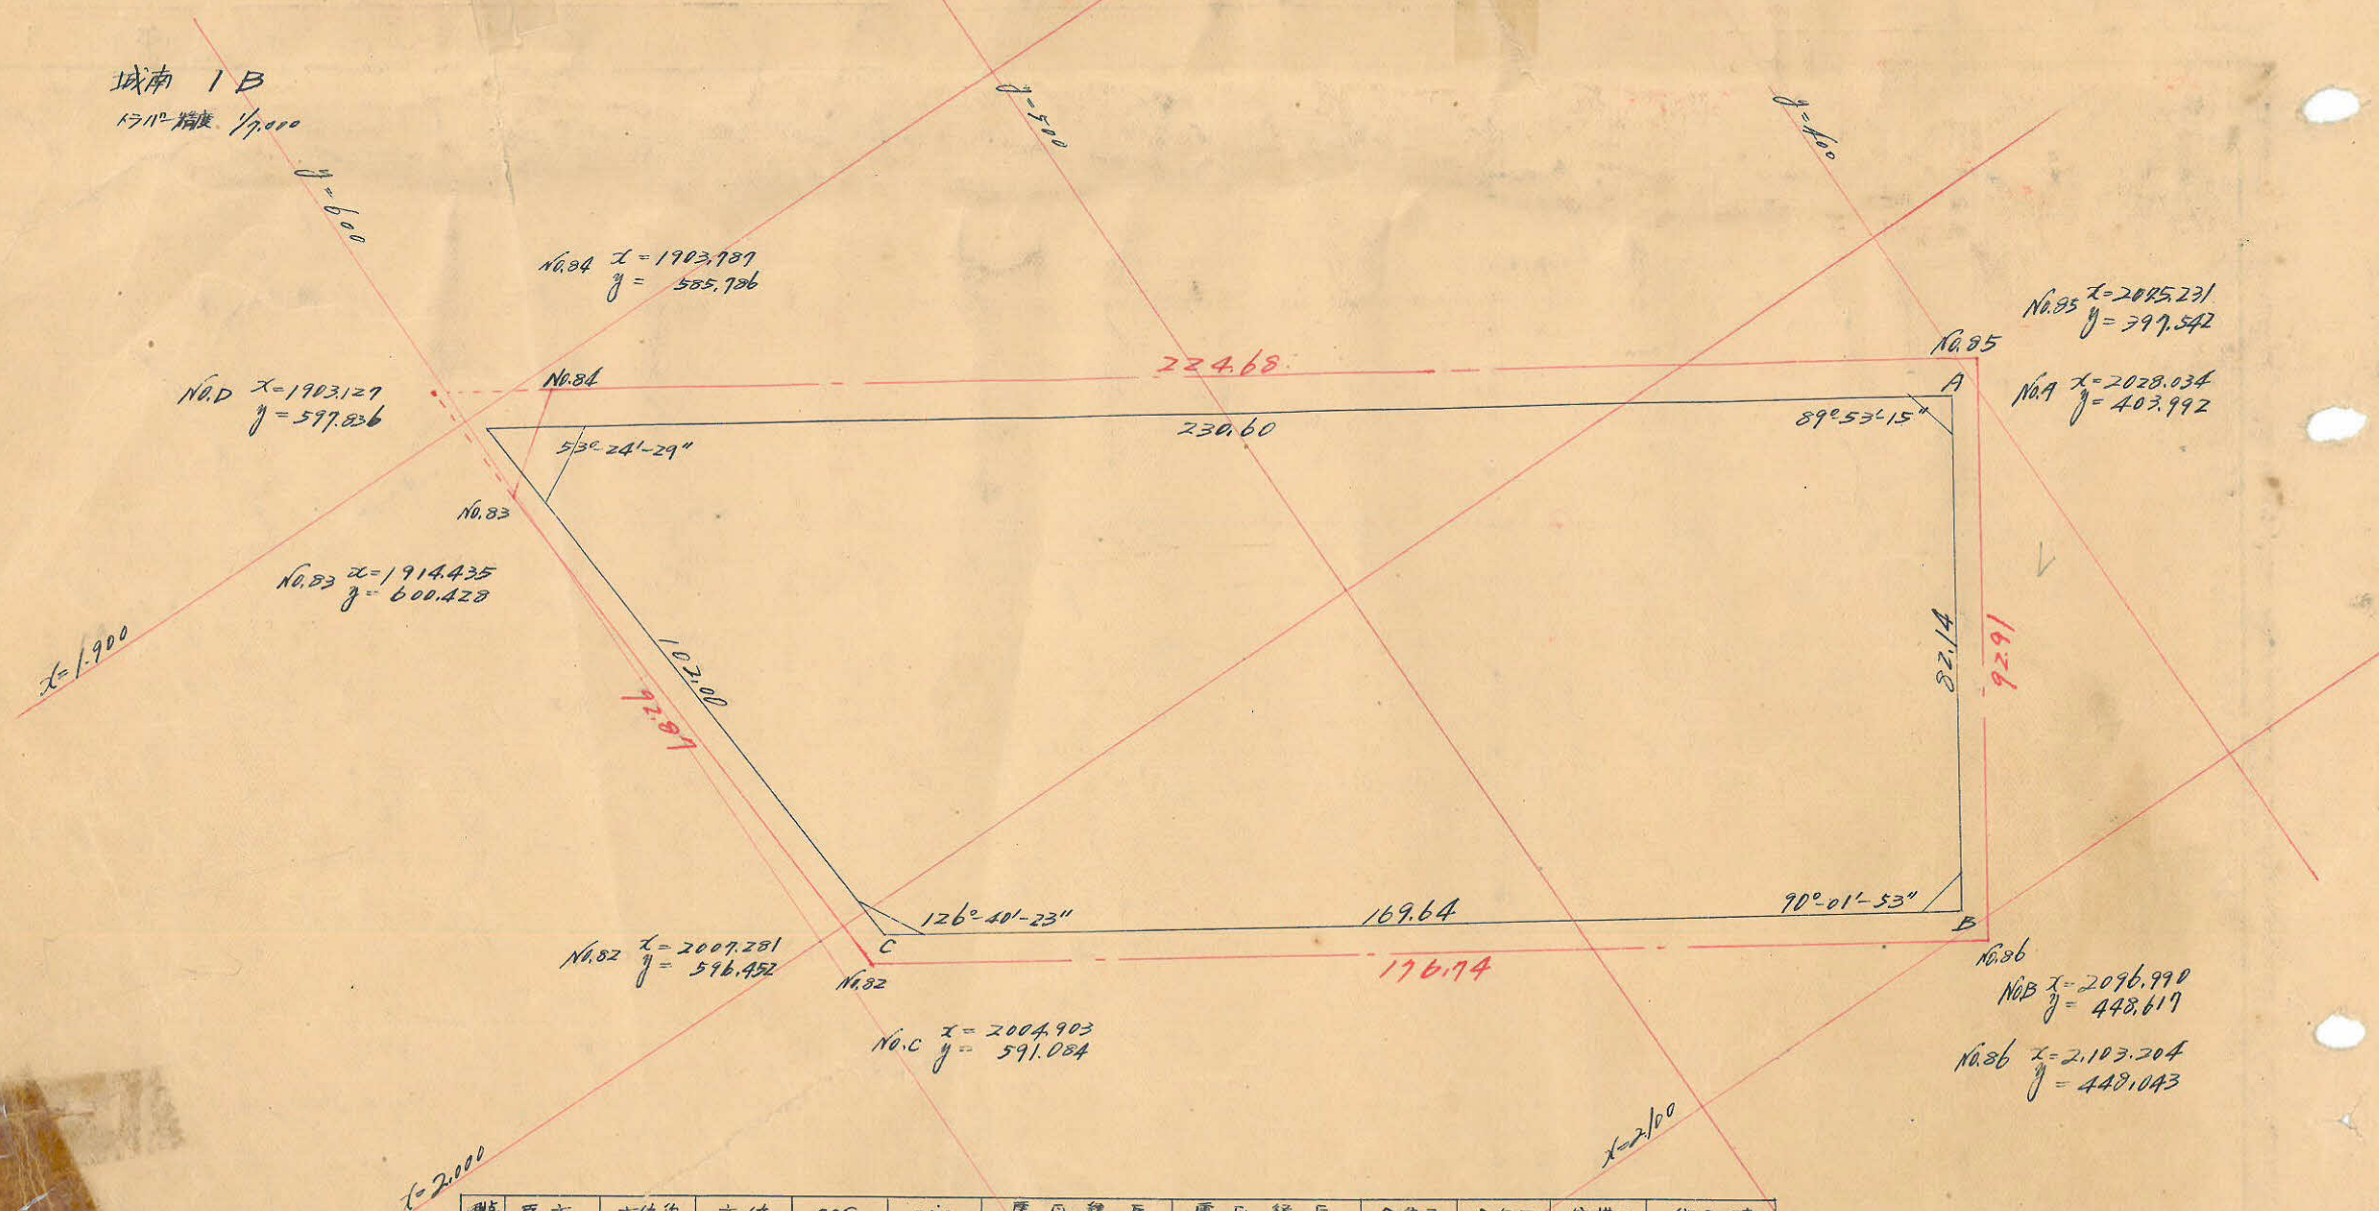 城南 1 B
トラバー精度 1/7,000
y=600
y=500
y=400
No.84 x=1903.787
y= 585.786
No.85 x=2025.231
y=397.542
No.85
224.68
No.84
A
No.A x=2028.034
y=403.992
No.D x=1903.127
y=597.836
230.60
89°-53'-15"
53°-24'-29"
No.83
No.83 x=1914.435
y=600.428
x=1.900
103.00
92.87
82.14
92.91
126°-40'-23"
169.64
90°-01'-53"
C
B
No.82 x=2007.281
y= 596.452
No.82
176.74
No.86
No.B x=2096.990
y= 448.617
No.C x= 2004.903
y= 591.084
No.86 x=2,103.204
y=448.043
x=2,000
x=2,100